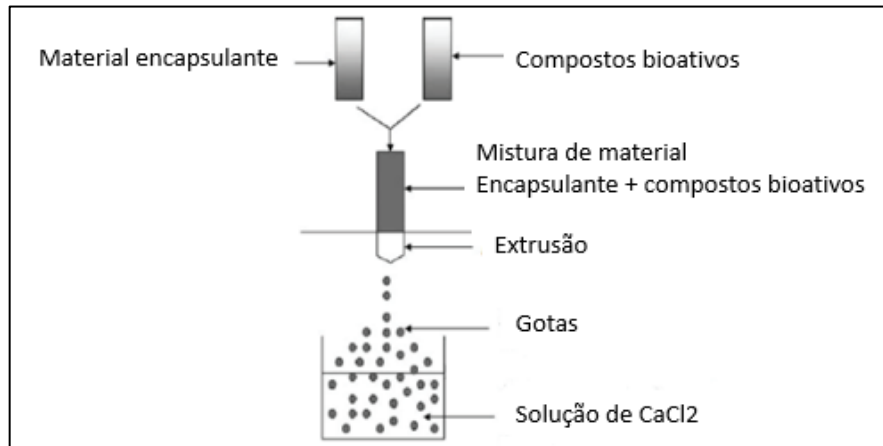 Material encapsulante
Compostos bioativos
Mistura de material
Encapsulante + compostos bioativos
Extrusão
Gotas
Solução de CaCl2